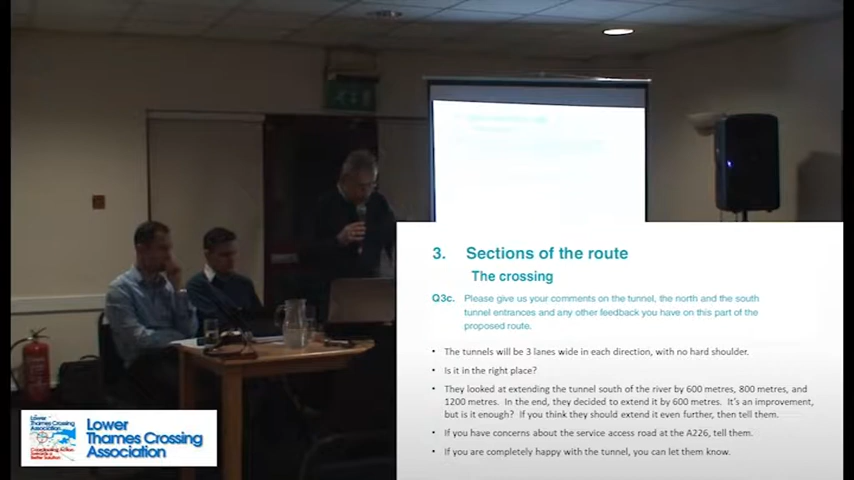 3. Sections of the route
The crossing
Q3c. Please give us your comments on the tunnel, the north and the south
tunnel entrances and any other feedback you have on this part of the
proposed route.
• The tunnels will be 3 lanes wide in each direction, with no hard shoulder.
• Is it in the right place?
• They looked at extending the tunnel south of the river by 600 metres, 800 metres, and
1200 metres. In the end, they decided to extend it by 600 metres. It's an improvement,
but is it enough? If you think they should extend it even further, then tell them.
• If you have concerns about the service access road at the A226, tell them.
• If you are completely happy with the tunnel, you can let them know.
Lower
Thames Crossing
Association
Lower
Thames Crossing
Association